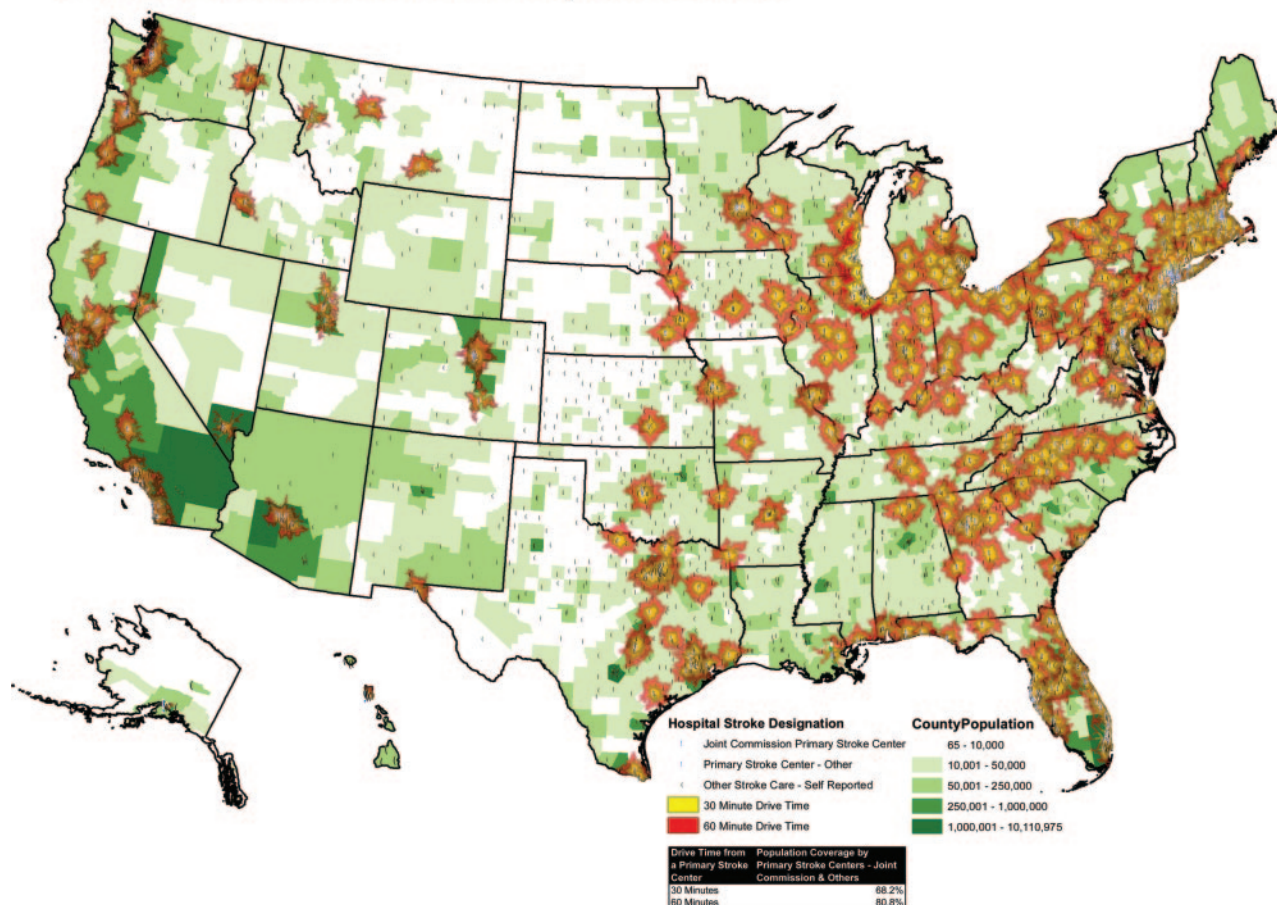 Hospital Stroke Designation
Joint Commission Primary Stroke Center
Primary Stroke Center - Other
Other Stroke Care - Self Reported
30 Minute Drive Time
60 Minute Drive Time
CountyPopulation
65 - 10,000
10,001 - 50,000
50,001 - 250,000
250,001 - 1,000,000
1,000,001 - 10,110,975
Drive Time from a Primary Stroke Center
Population Coverage by Primary Stroke Centers - Joint Commission & Others
30 Minutes 68.2%
60 Minutes 80.8%